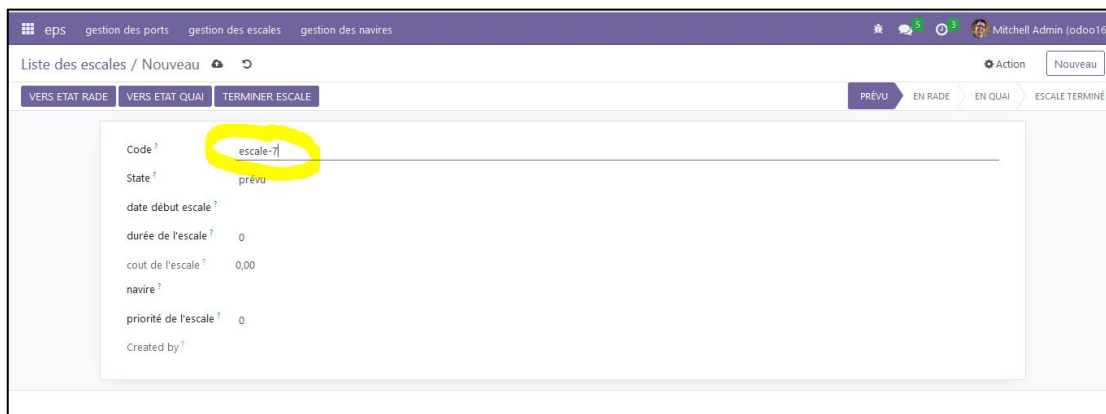 eps gestion des ports gestion des escales gestion des navires 5 3 Mitchell Admin (odoo16
Liste des escales / Nouveau Action Nouveau
VERS ETAT RADE VERS ETAT QUAI TERMINER ESCALE PRÉVU EN RADE EN QUAI ESCALE TERMINÉ
Code ? escale-7
State ? prévu
date début escale ?
durée de l'escale ? 0
cout de l'escale ? 0,00
navire ?
priorité de l'escale ? 0
Created by ?